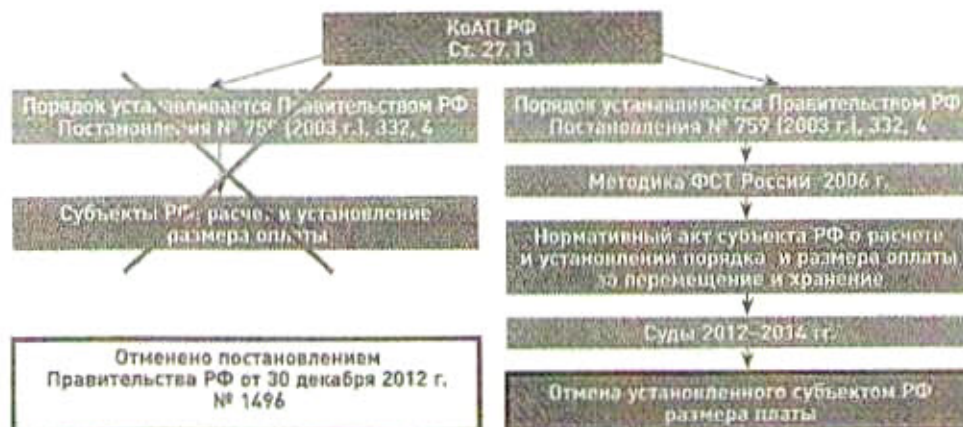 КоАП РФ
Ст. 27.13
Порядок устанавливается Правительством РФ
Постановления № 759 (2003 г.), 332, 4
Субъекты РФ: расчет и установление
размера оплаты
Отменено постановлением
Правительства РФ от 30 декабря 2012 г.
№ 1496
Порядок устанавливается Правительством РФ
Постановления № 759 (2003 г.), 332, 4
Методика ФСТ России 2006 г.
Нормативный акт субъекта РФ о расчете
и установлении порядка и размера оплаты
за перемещение и хранение
Суды 2012–2014 гг.
Отмена установленного субъектом РФ
размера платы